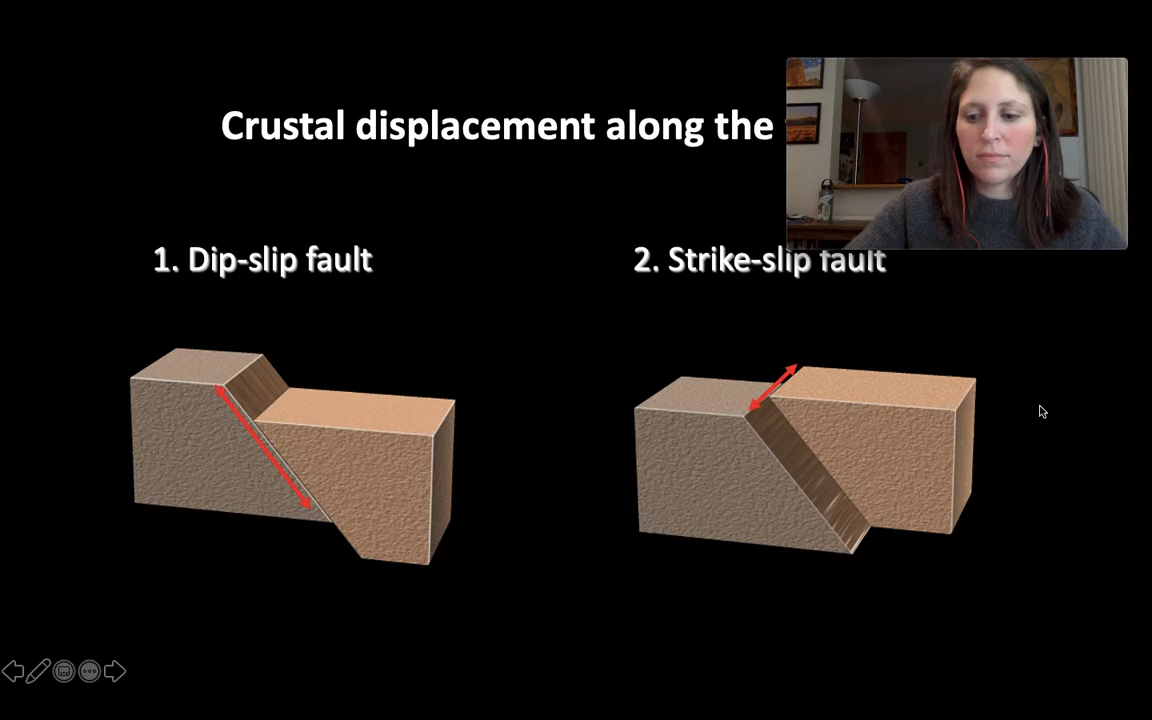 Crustal displacement along the
1. Dip-slip fault
2. Strike-slip fault